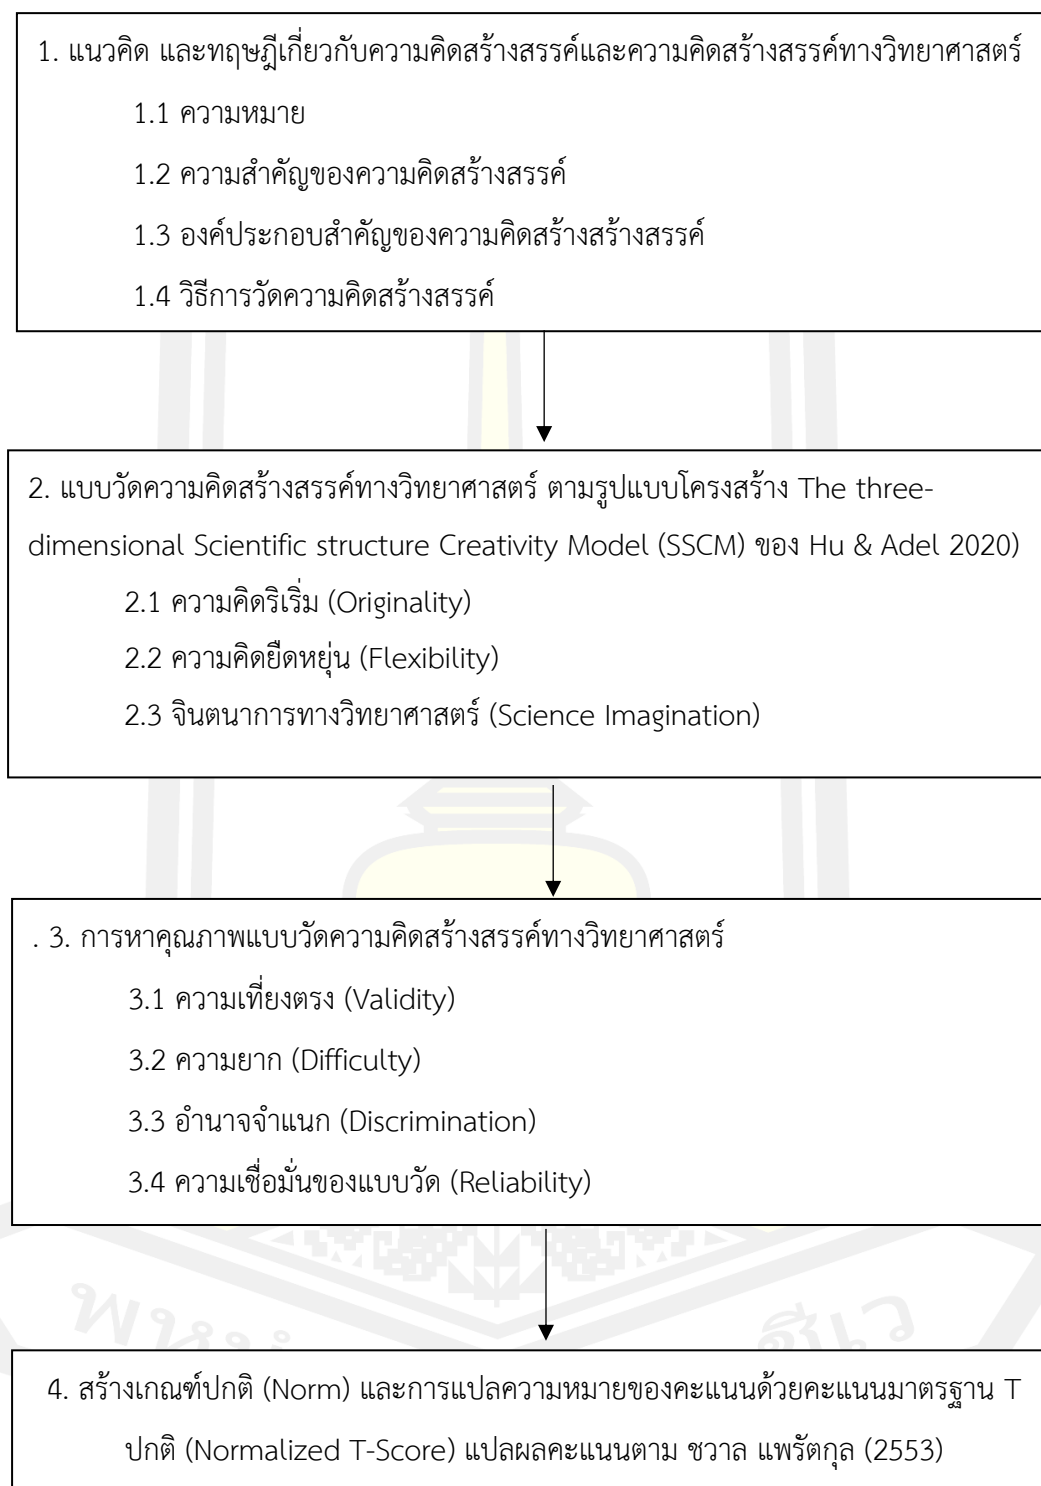 1. แนวคิด และทฤษฎีเกี่ยวกับความคิดสร้างสรรค์และความคิดสร้างสรรค์ทางวิทยาศาสตร์
1.1 ความหมาย
1.2 ความสำคัญของความคิดสร้างสรรค์
1.3 องค์ประกอบสำคัญของความคิดสร้างสร้างสรรค์
1.4 วิธีการวัดความคิดสร้างสรรค์
2. แบบวัดความคิดสร้างสรรค์ทางวิทยาศาสตร์ ตามรูปแบบโครงสร้าง The three-
dimensional Scientific structure Creativity Model (SSCM) ของ Hu & Adel 2020)
2.1 ความคิดริเริ่ม (Originality)
2.2 ความคิดยืดหยุ่น (Flexibility)
2.3 จินตนาการทางวิทยาศาสตร์ (Science Imagination)
. 3. การหาคุณภาพแบบวัดความคิดสร้างสรรค์ทางวิทยาศาสตร์
3.1 ความเที่ยงตรง (Validity)
3.2 ความยาก (Difficulty)
3.3 อำนาจจำแนก (Discrimination)
3.4 ความเชื่อมั่นของแบบวัด (Reliability)
4. สร้างเกณฑ์ปกติ (Norm) และการแปลความหมายของคะแนนด้วยคะแนนมาตรฐาน T
ปกติ (Normalized T-Score) แปลผลคะแนนตาม ชวาล แพรัตกุล (2553)